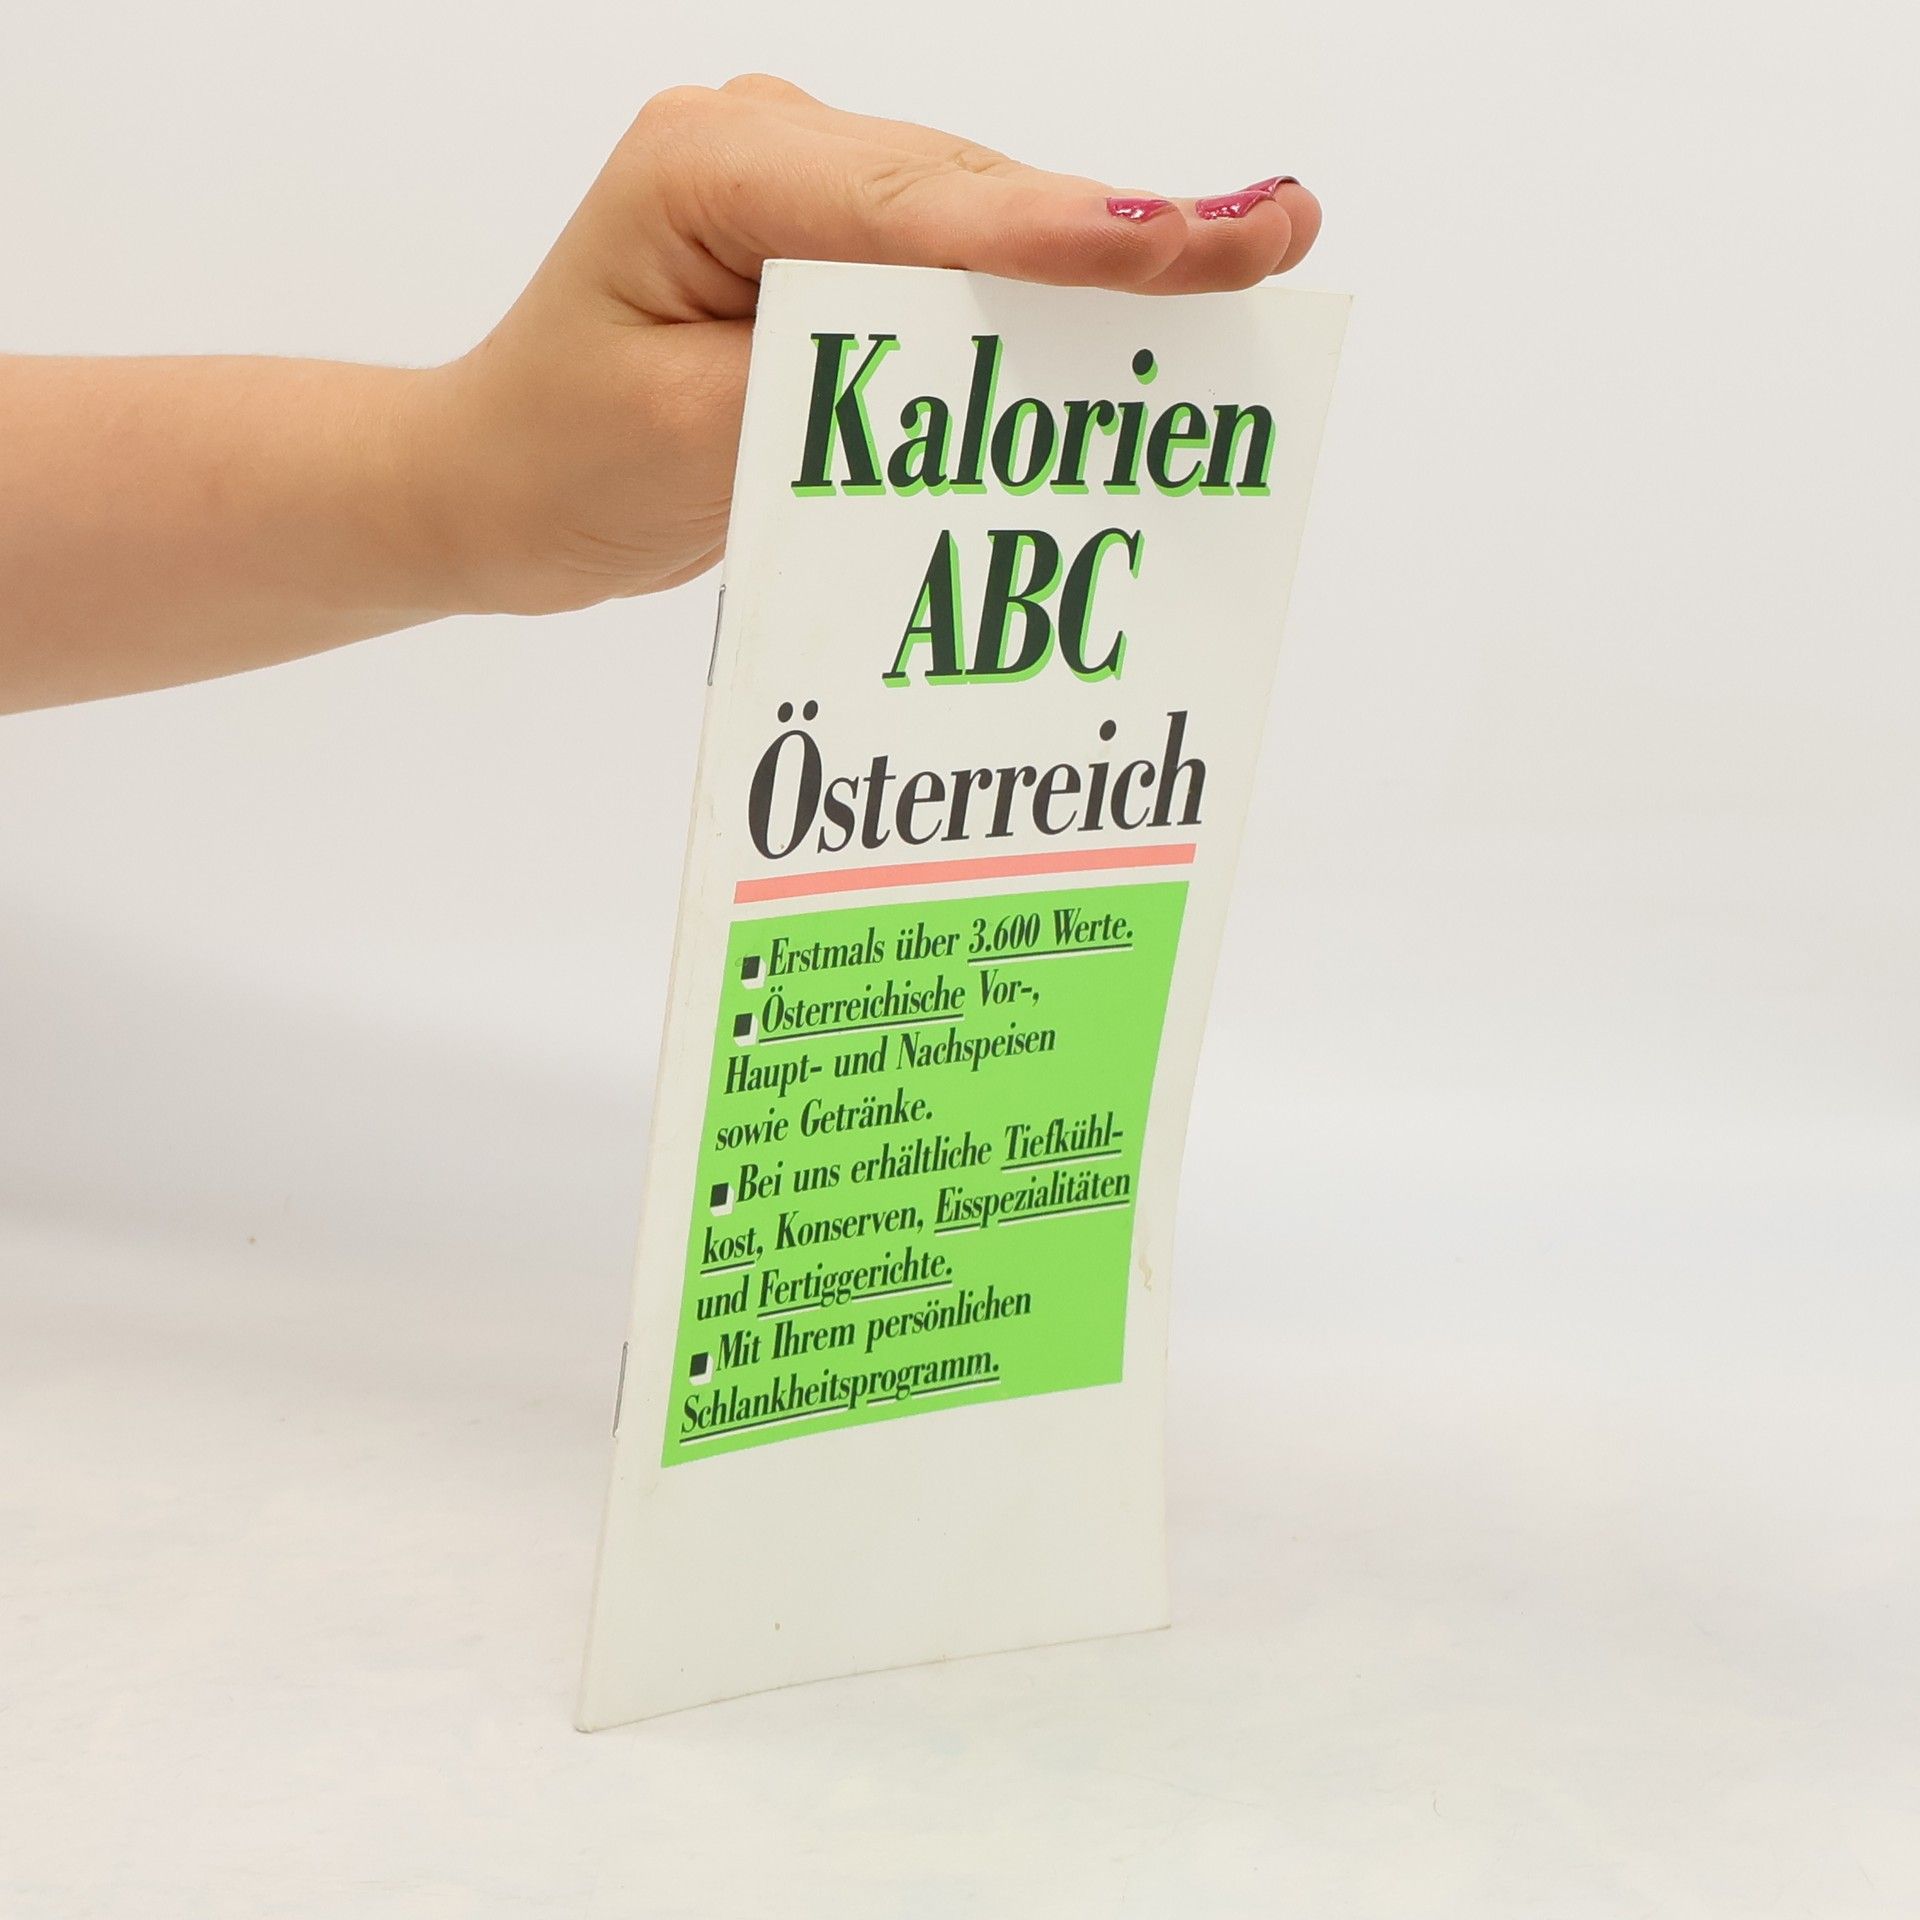 Kalorien
ABC
Österreich
Erstmals über 3.600 Werte.
Österreichische Vor-,
Haupt- und Nachspeisen
sowie Getränke.
Bei uns erhältliche Tiefkühl-
kost, Konserven, Eisspezialitäten
und Fertiggerichte.
Mit Ihrem persönlichen
Schlankheitsprogramm.